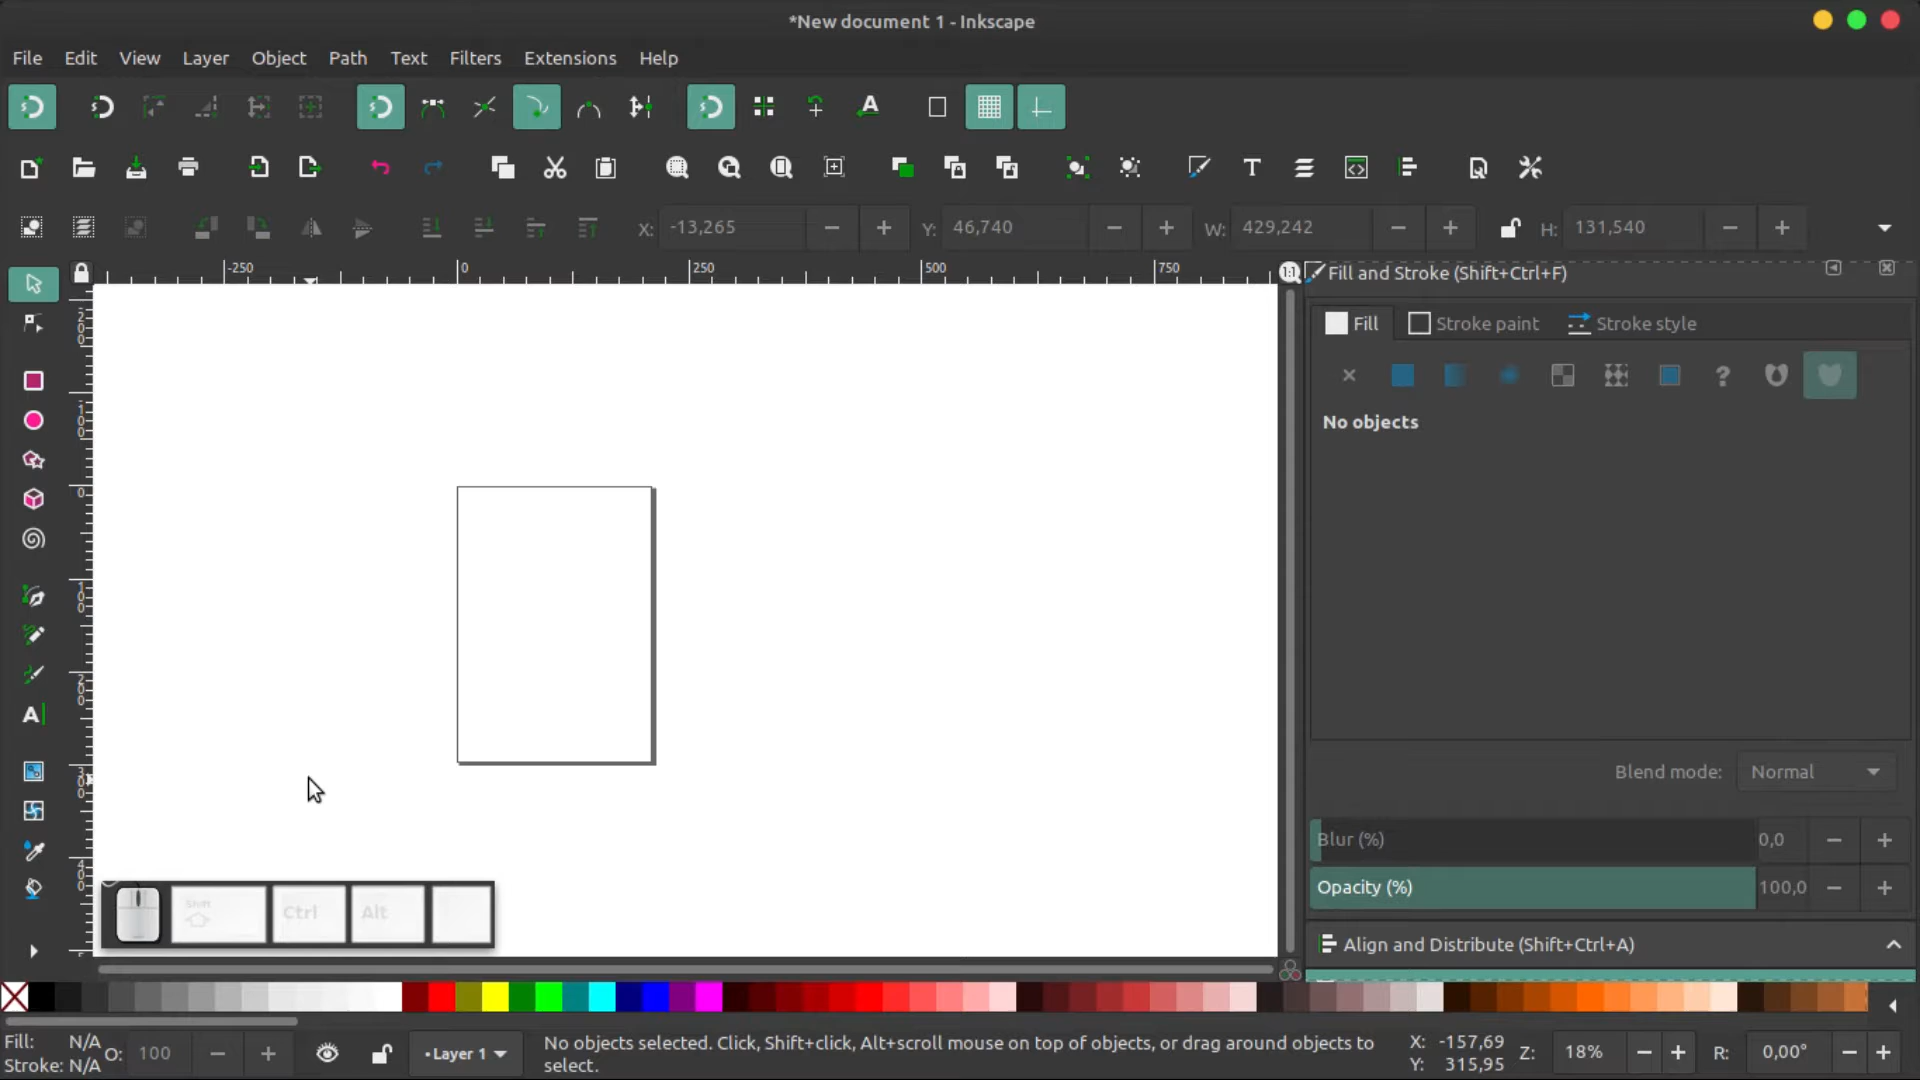 *New document 1 - Inkscape
File Edit View Layer Object Path Text Filters Extensions Help
X: -13,265 Y: 46,740 W: 429,242 H: 131,540
-250 0 250 500 750 1:1
Fill and Stroke (Shift+Ctrl+F)
Fill Stroke paint Stroke style
No objects
Blend mode: Normal
Blur (%) 0,0
Opacity (%) 100,0
Shift Ctrl Alt
Align and Distribute (Shift+Ctrl+A)
Fill: N/A
Stroke: N/A
O: 100
•Layer 1
No objects selected. Click, Shift+click, Alt+scroll mouse on top of objects, or drag around objects to
select.
X: -157,69
Y: 315,95
Z: 18%
R: 0,00°